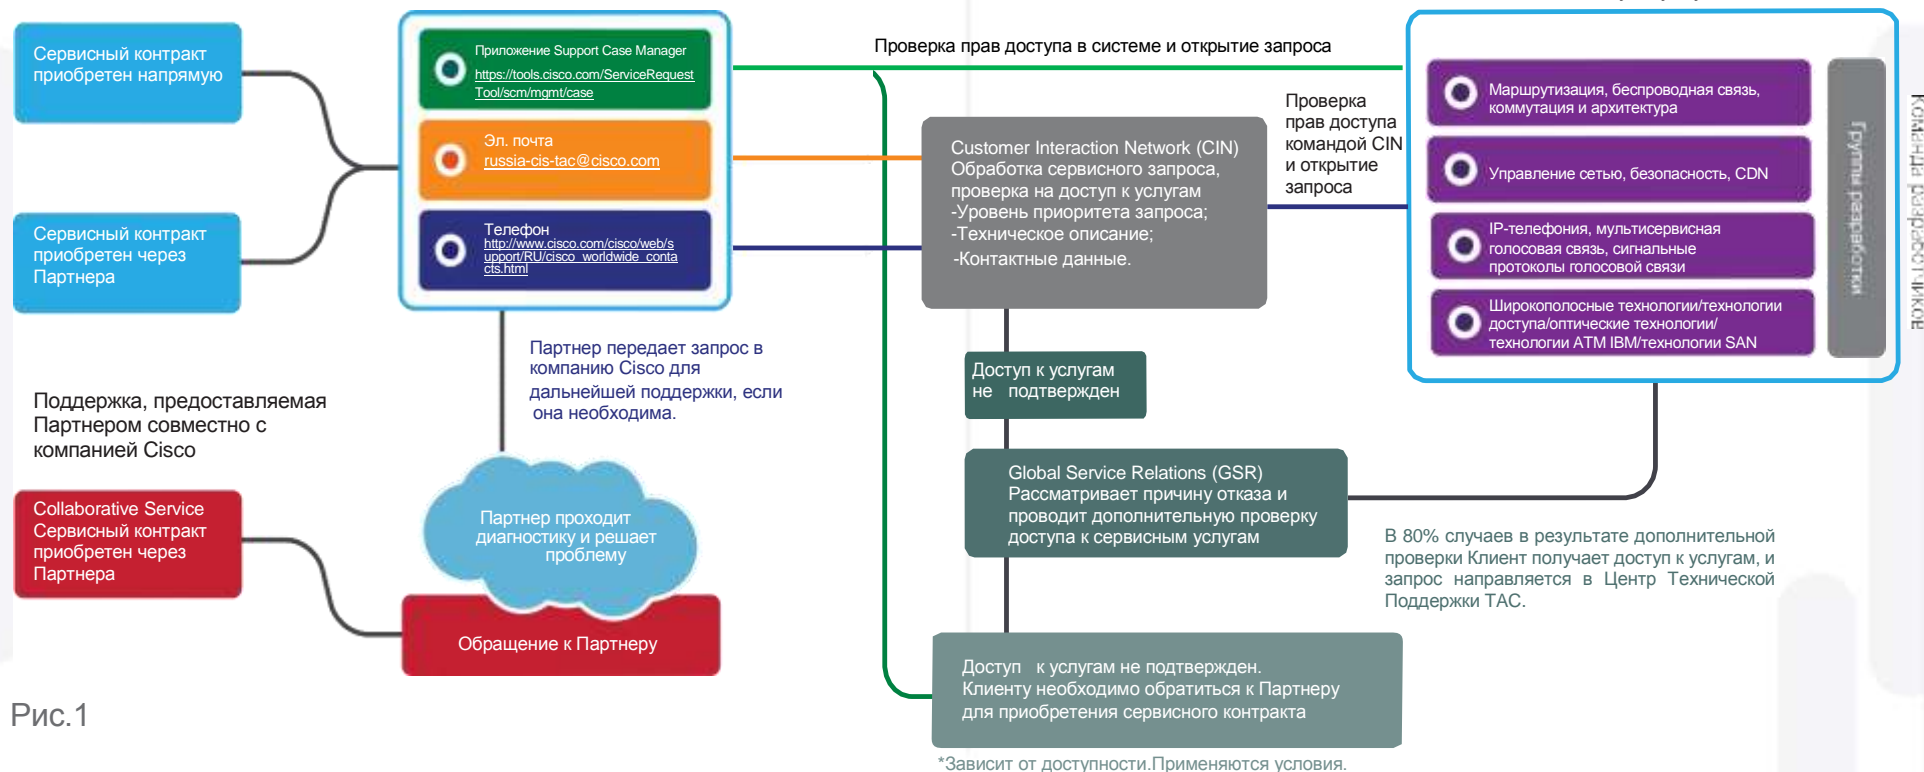 Сервисный контракт
приобретен напрямую
Сервисный контракт
приобретен через
Партнера
Поддержка, предоставляемая
Партнером совместно с
компанией Cisco
Collaborative Service
Сервисный контракт
приобретен через
Партнера
Рис.1
Приложение Support Case Manager
https://tools.cisco.com/ServiceRequest
Tool/scm/mgmt/case
Эл. почта
russia-cis-tac@cisco.com
Телефон
http://www.cisco.com/cisco/web/s
upport/RU/cisco_worldwide_conta
cts.html
Партнер передает запрос в
компанию Cisco для
дальнейшей поддержки, если
она необходима.
Партнер проходит
диагностику и решает
проблему
Обращение к Партнеру
Проверка прав доступа в системе и открытие запроса
Customer Interaction Network (CIN)
Обработка сервисного запроса,
проверка на доступ к услугам
-Уровень приоритета запроса;
-Техническое описание;
-Контактные данные.
Проверка
прав доступа
командой CIN
и открытие
запроса
Доступ к услугам
не подтвержден
Global Service Relations (GSR)
Рассматривает причину отказа и
проводит дополнительную проверку
доступа к сервисным услугам
Доступ к услугам не подтвержден.
Клиенту необходимо обратиться к Партнеру
для приобретения сервисного контракта
*Зависит от доступности.Применяются условия.
Маршрутизация, беспроводная связь,
коммутация и архитектура
Управление сетью, безопасность, CDN
IP-телефония, мультисервисная
голосовая связь, сигнальные
протоколы голосовой связи
Широкополосные технологии/технологии
доступа/оптические технологии/
технологии ATM IBM/технологии SAN
Группы разработки
Команда разработчиков
В 80% случаев в результате дополнительной
проверки Клиент получает доступ к услугам, и
запрос направляется в Центр Технической
Поддержки TAC.